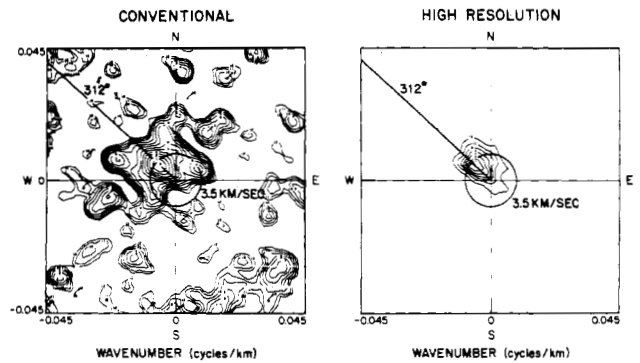 CONVENTIONAL
N
0.045
312°
W 0
E
3.5 KM/SEC
-0.045
-0.045 0 0.045
S
WAVENUMBER (cycles/km)
HIGH RESOLUTION
N
312°
W
E
3.5 KM/SEC
-0.045 0 0.045
S
WAVENUMBER (cycles/km)